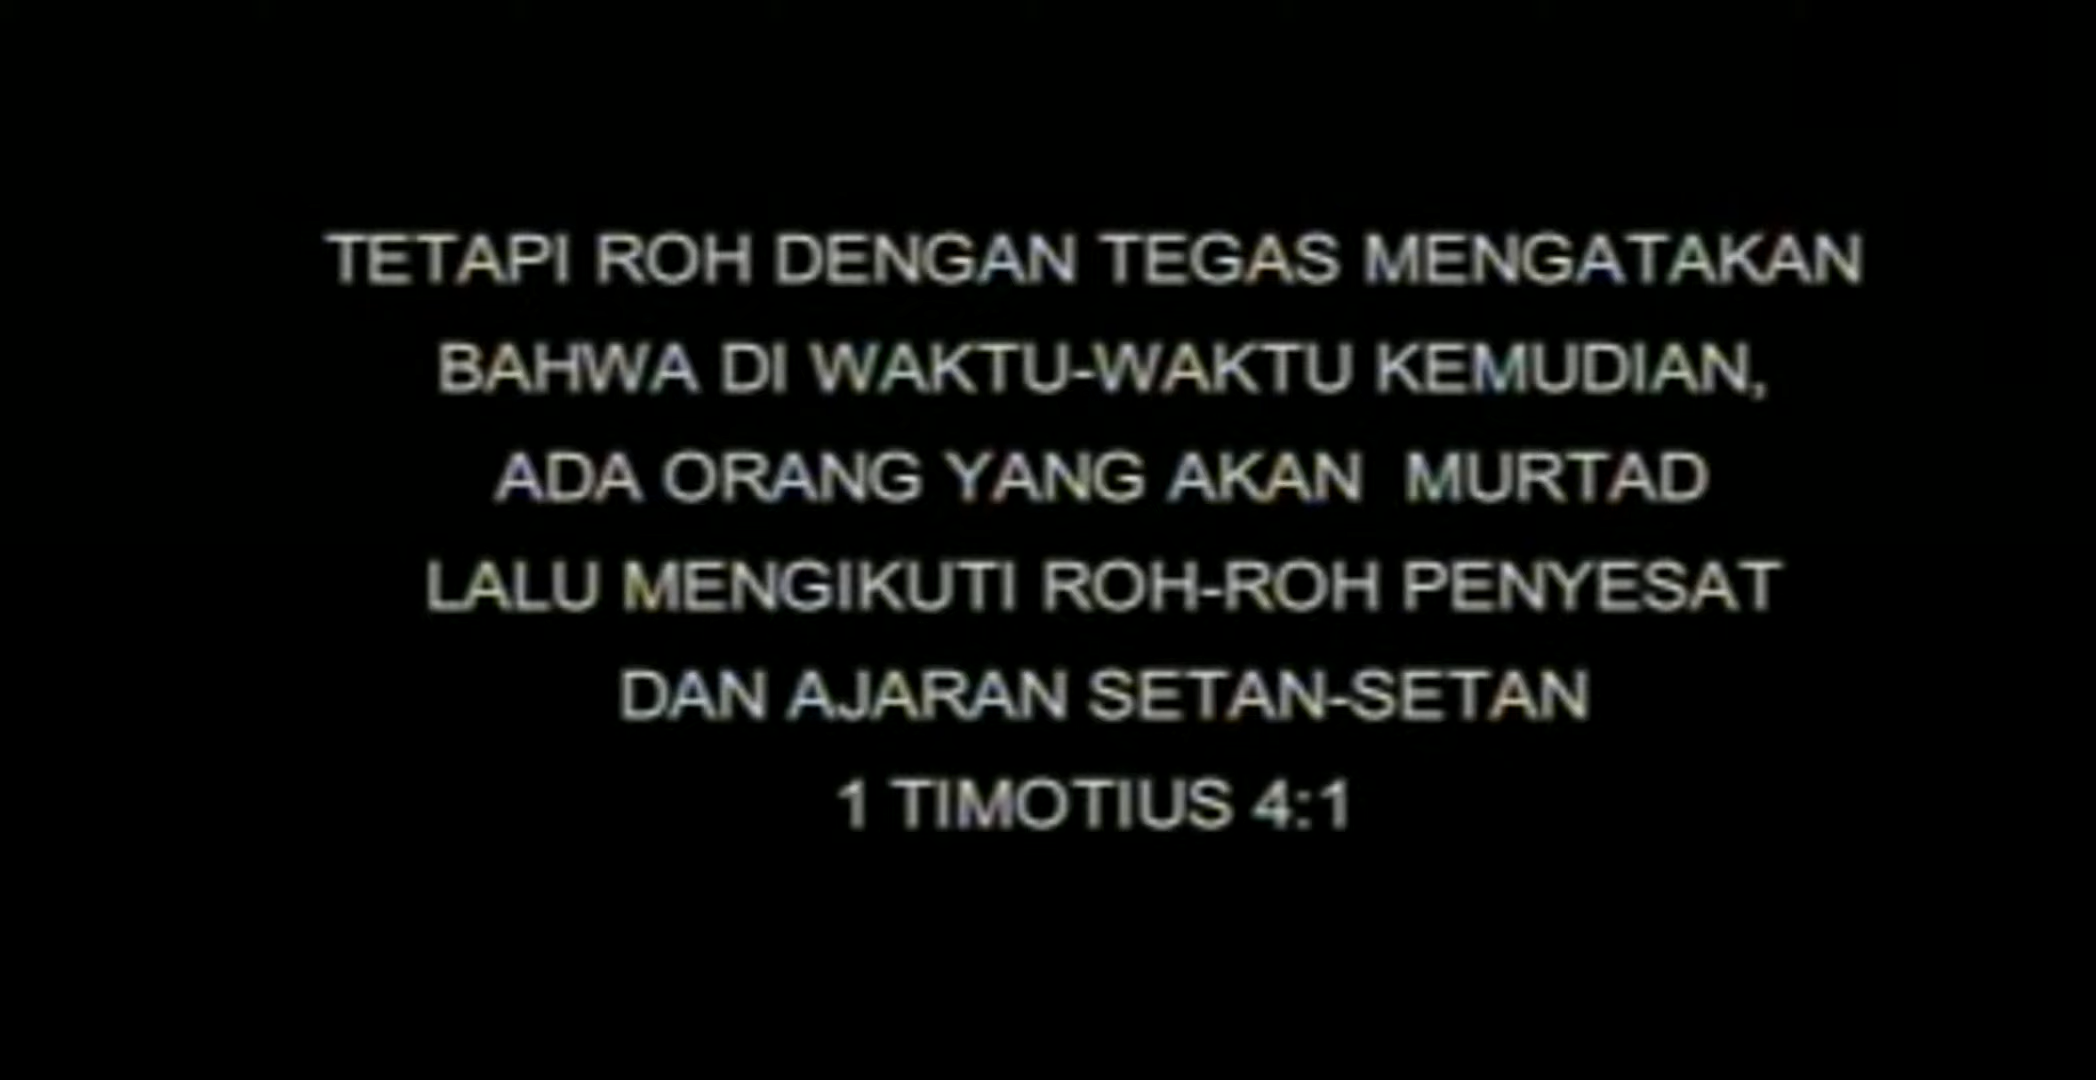 TETAPI ROH DENGAN TEGAS MENGATAKAN
BAHWA DI WAKTU-WAKTU KEMUDIAN,
ADA ORANG YANG AKAN  MURTAD
LALU MENGIKUTI ROH-ROH PENYESAT
DAN AJARAN SETAN-SETAN
1 TIMOTIUS 4:1